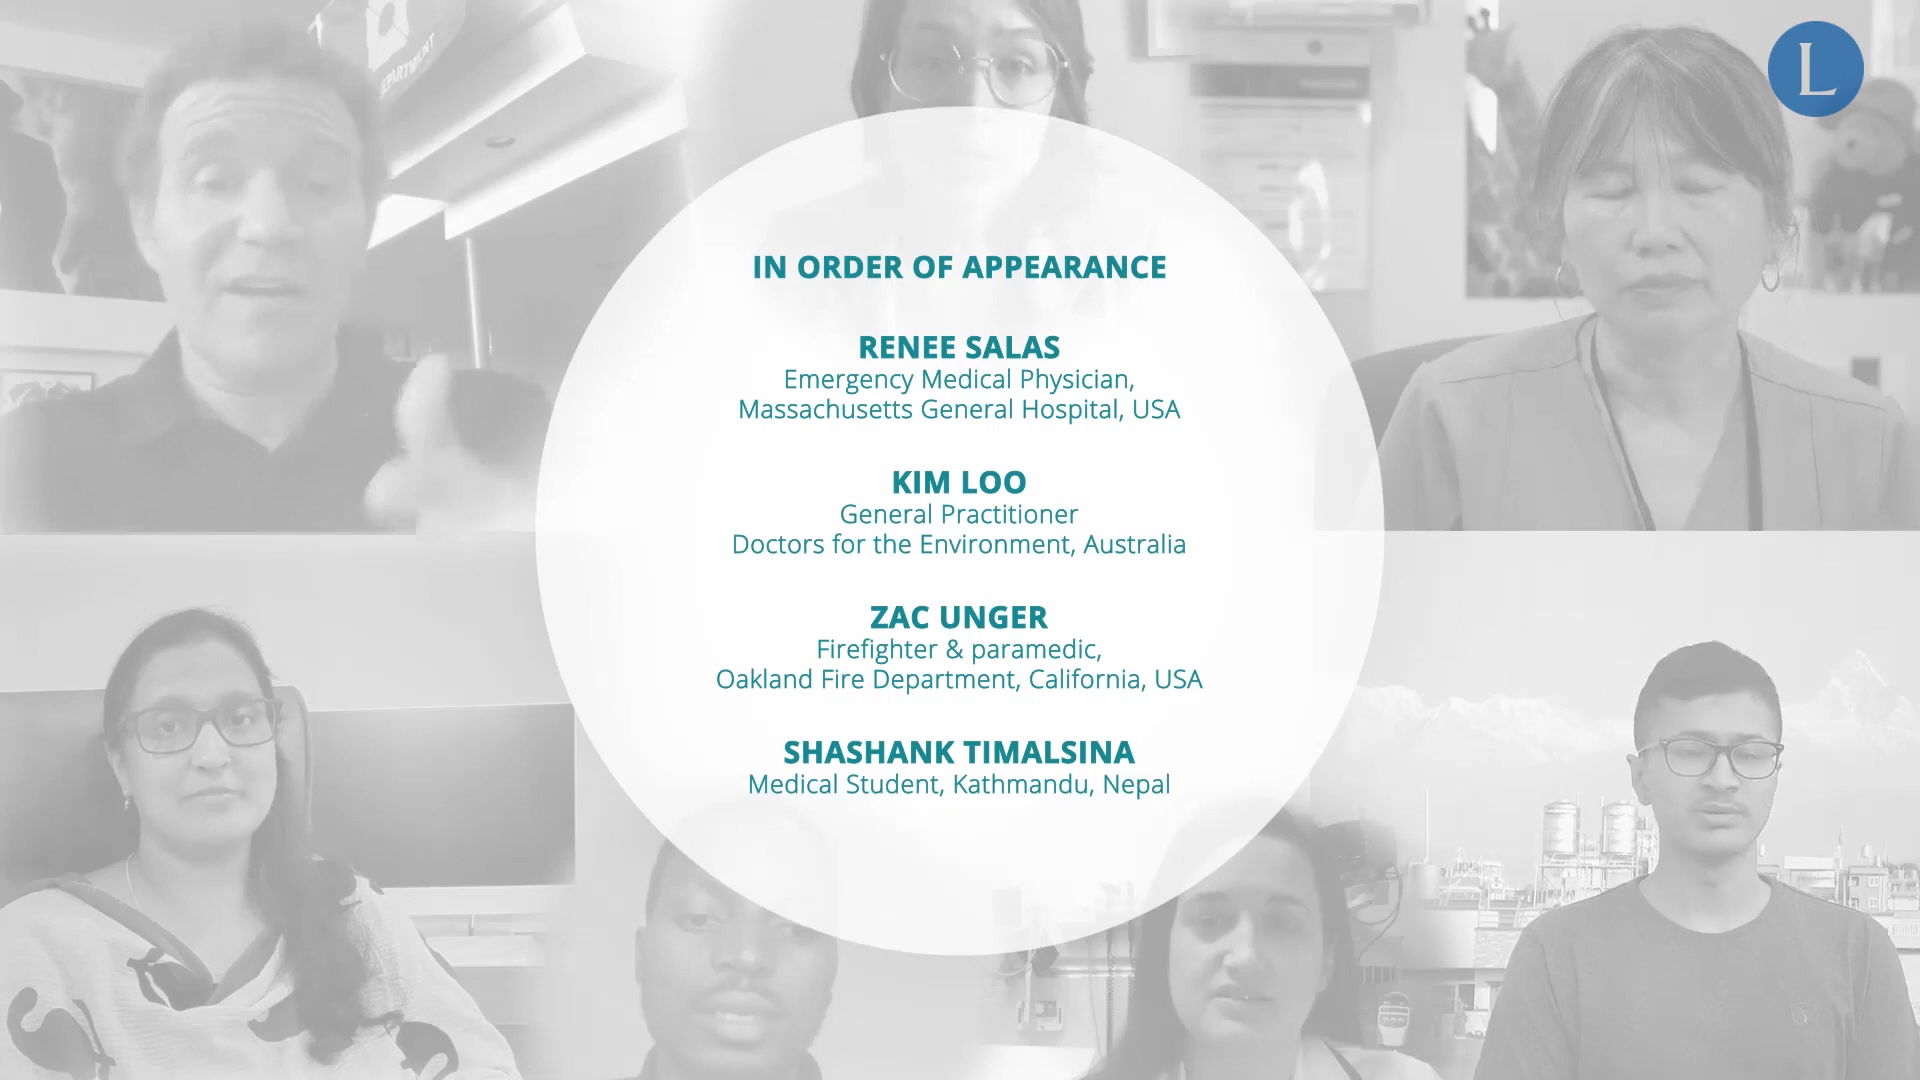 EPARTMENT
L
IN ORDER OF APPEARANCE
RENEE SALAS
Emergency Medical Physician,
Massachusetts General Hospital, USA
KIM LOO
General Practitioner
Doctors for the Environment, Australia
ZAC UNGER
Firefighter & paramedic,
Oakland Fire Department, California, USA
SHASHANK TIMALSINA
Medical Student, Kathmandu, Nepal